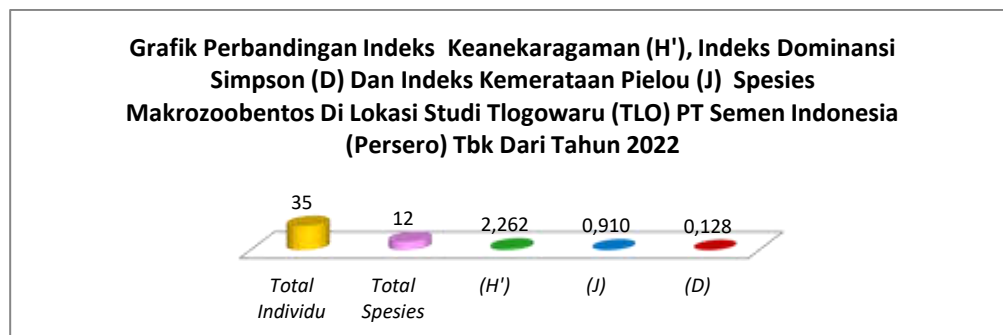 Grafik Perbandingan Indeks Keanekaragaman (H'), Indeks Dominansi
Simpson (D) Dan Indeks Kemerataan Pielou (J) Spesies
Makrozoobentos Di Lokasi Studi Tlogowaru (TLO) PT Semen Indonesia
(Persero) Tbk Dari Tahun 2022
35 12 2,262 0,910 0,128
Total Total (H') (J) (D)
Individu Spesies